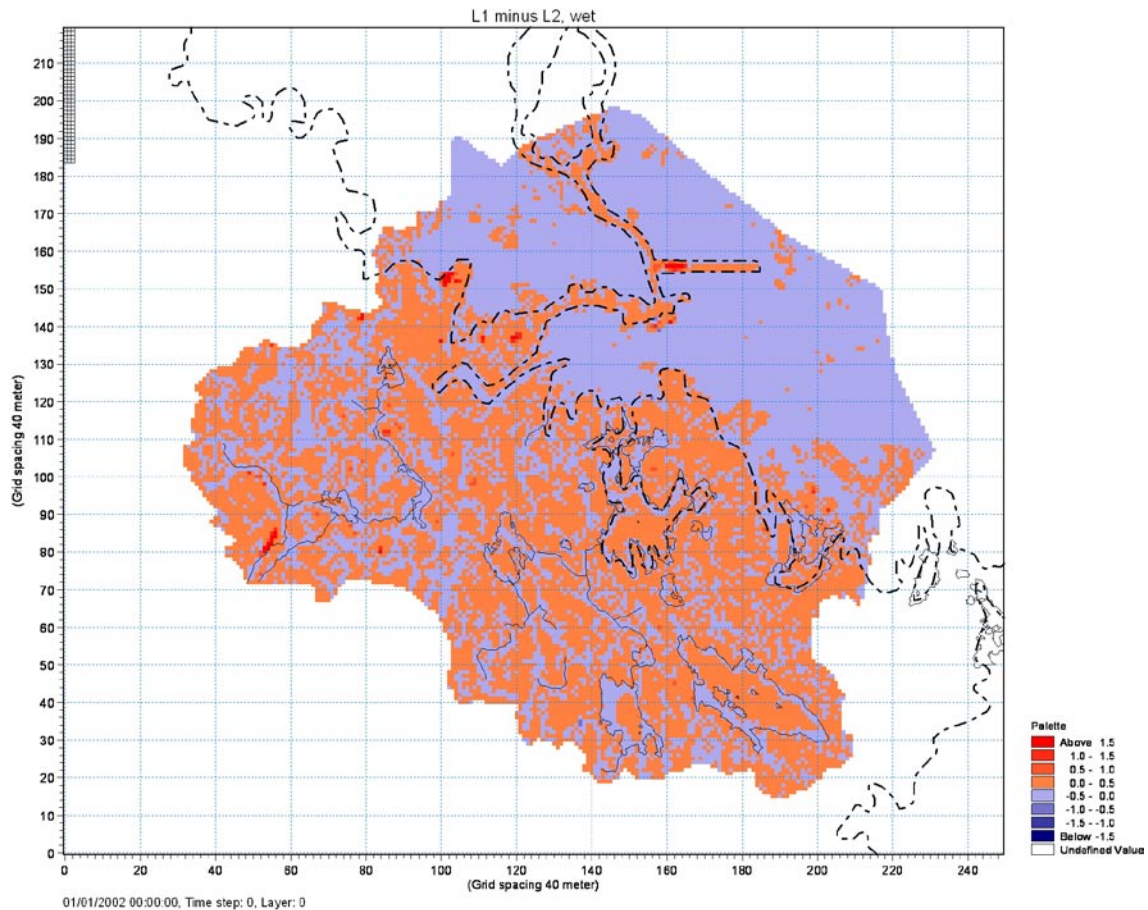 L1 minus L2, wet
(Grid spacing 40 meter)
210
200
190
180
170
160
150
140
130
120
110
100
90
80
70
60
50
40
30
20
10
0
0 20 40 60 80 100 120 140 160 180 200 220 240
(Grid spacing 40 meter)
Palette
Above 1.5
1.0 - 1.5
0.5 - 1.0
0.0 - 0.5
-0.5 - 0.0
-1.0 - -0.5
-1.5 - -1.0
Below -1.5
Undefined Value
01/01/2002 00:00:00, Time step: 0, Layer: 0